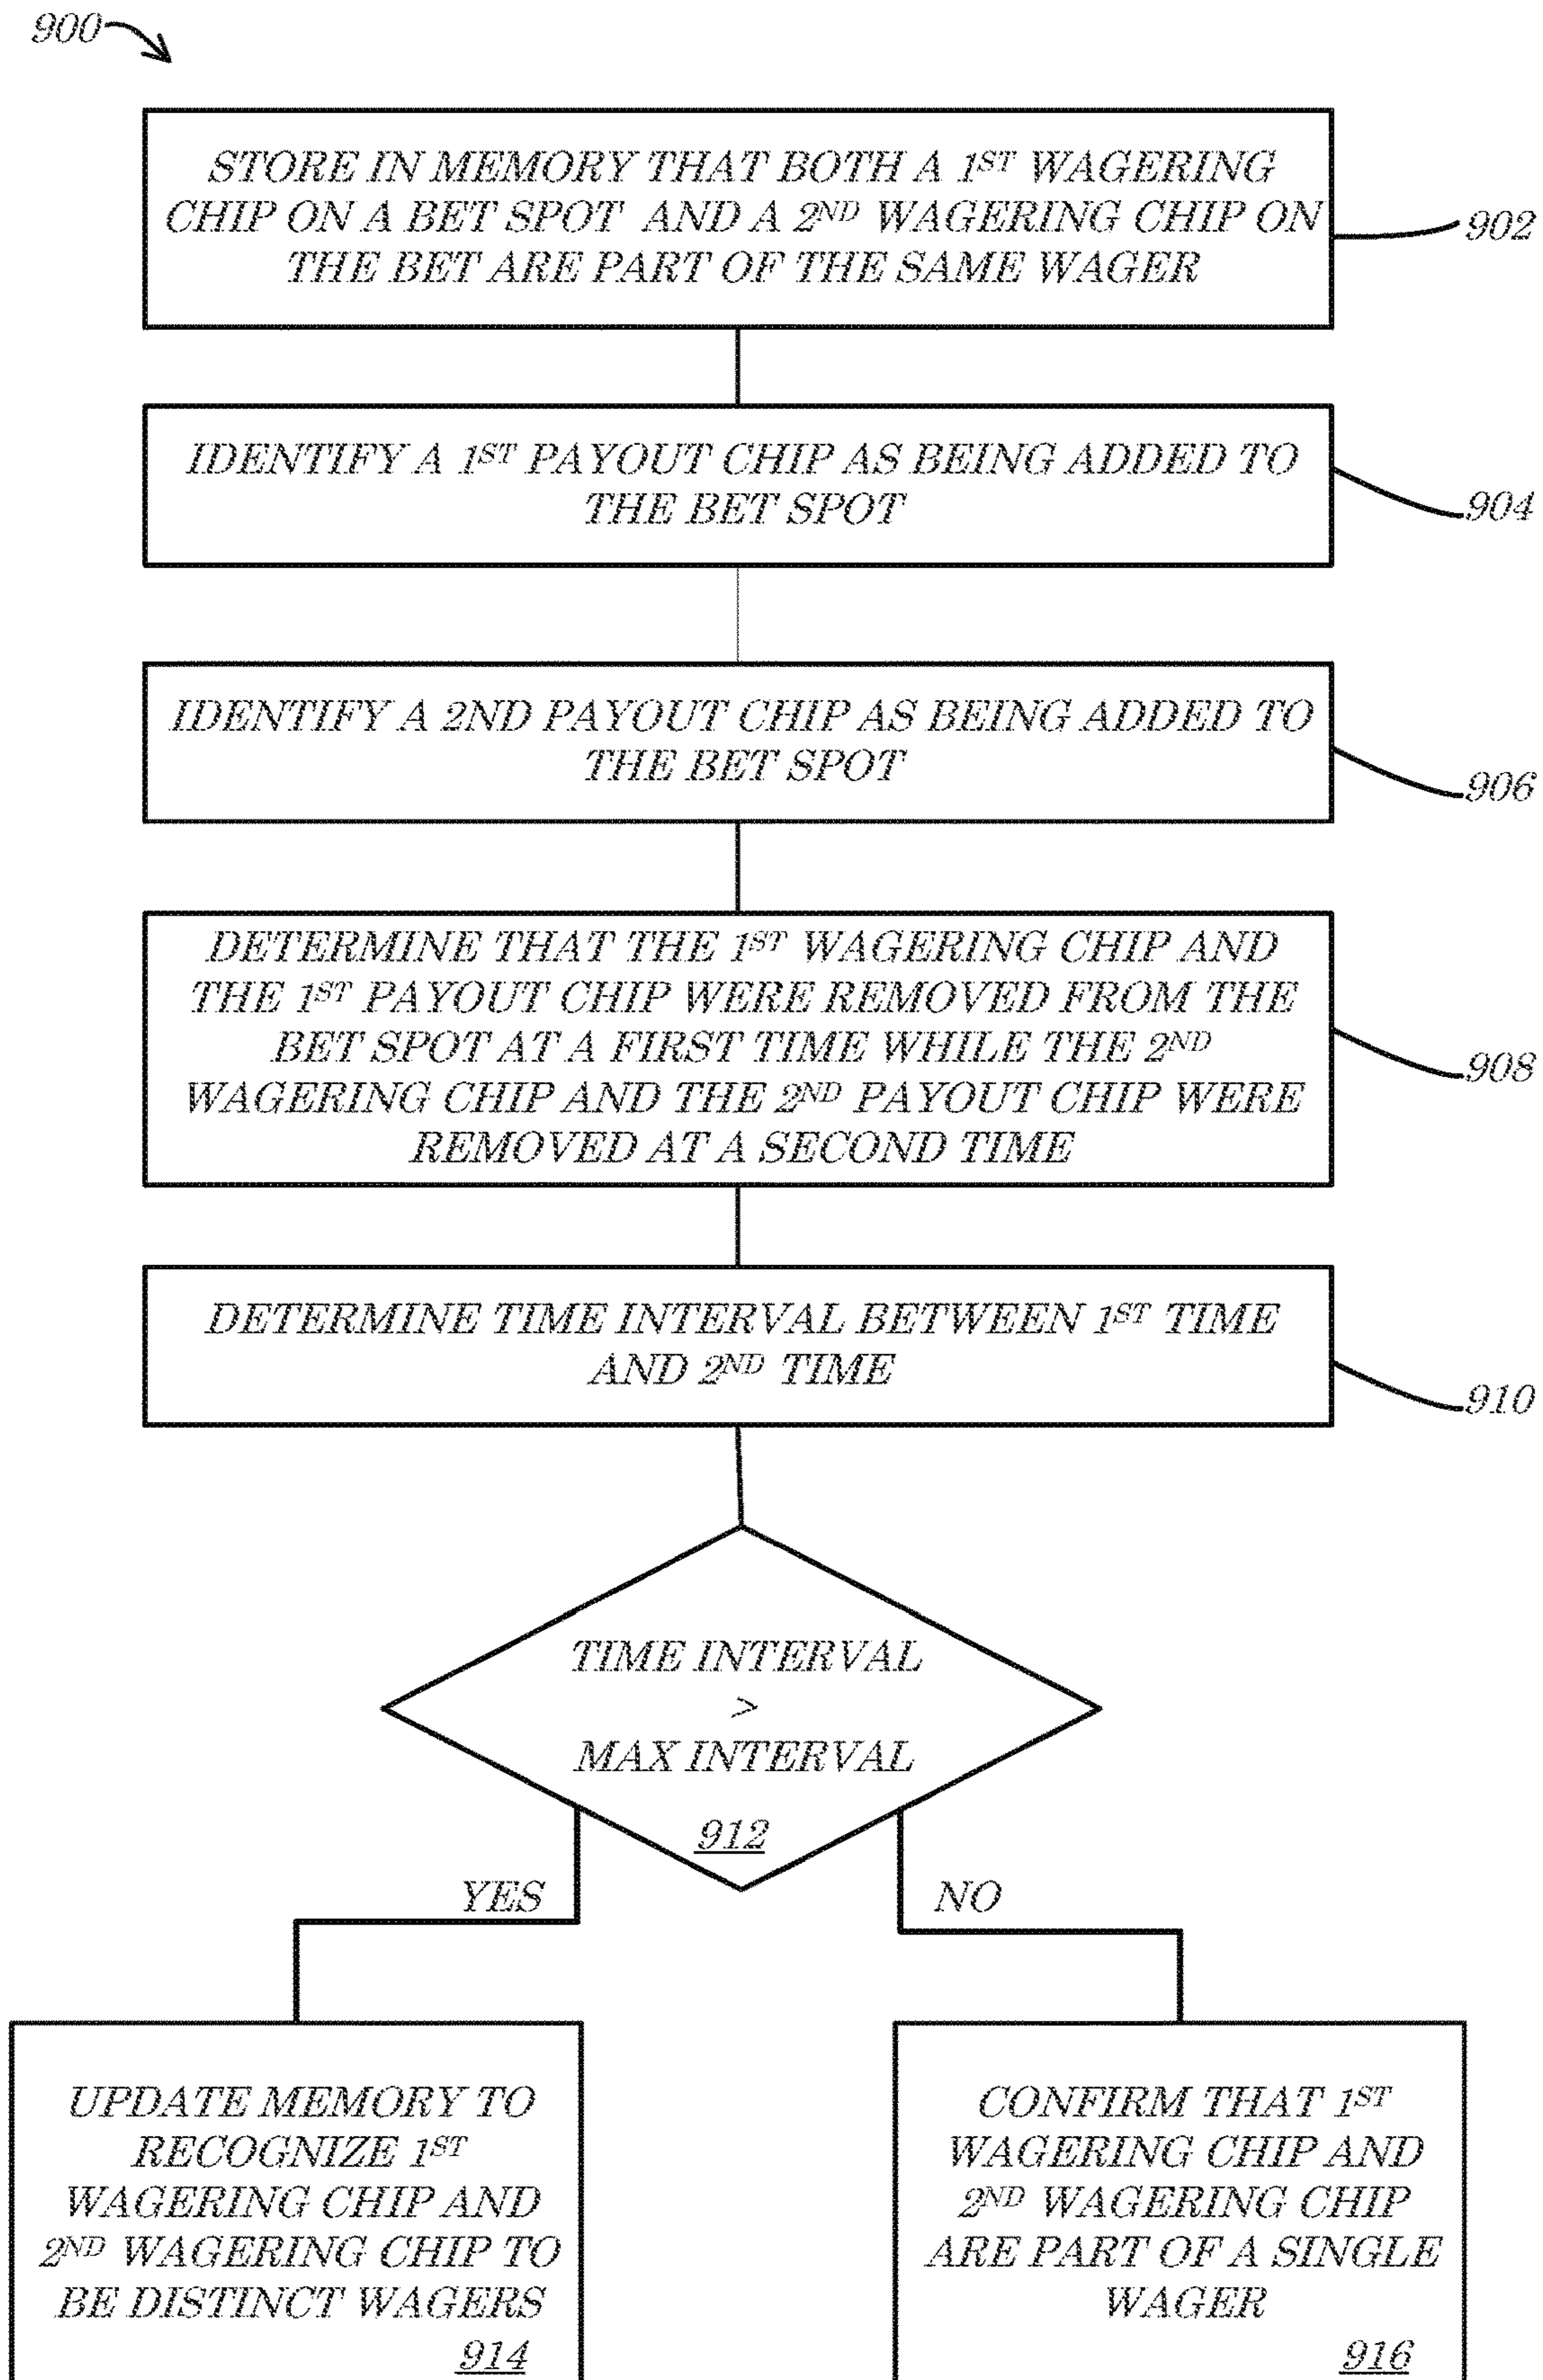 900
STORE IN MEMORY THAT BOTH A 1ST WAGERING
CHIP ON A BET SPOT AND A 2ND WAGERING CHIP ON
THE BET ARE PART OF THE SAME WAGER
902
IDENTIFY A 1ST PAYOUT CHIP AS BEING ADDED TO
THE BET SPOT
904
IDENTIFY A 2ND PAYOUT CHIP AS BEING ADDED TO
THE BET SPOT
906
DETERMINE THAT THE 1ST WAGERING CHIP AND
THE 1ST PAYOUT CHIP WERE REMOVED FROM THE
BET SPOT AT A FIRST TIME WHILE THE 2ND
WAGERING CHIP AND THE 2ND PAYOUT CHIP WERE
REMOVED AT A SECOND TIME
908
DETERMINE TIME INTERVAL BETWEEN 1ST TIME
AND 2ND TIME
910
TIME INTERVAL
>
MAX INTERVAL
912
YES
NO
UPDATE MEMORY TO
RECOGNIZE 1ST
WAGERING CHIP AND
2ND WAGERING CHIP TO
BE DISTINCT WAGERS
914
CONFIRM THAT 1ST
WAGERING CHIP AND
2ND WAGERING CHIP
ARE PART OF A SINGLE
WAGER
916